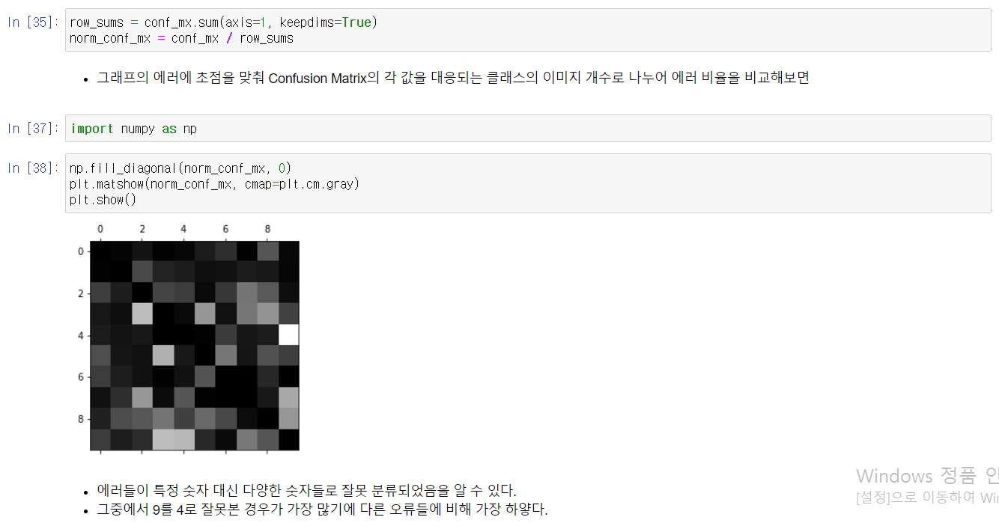 In [35]: row_sums = conf_mx.sum(axis=1, keepdims=True)
norm_conf_mx = conf_mx / row_sums
• 그래프의 에러에 초점을 맞춰 Confusion Matrix의 각 값을 대응되는 클래스의 이미지 개수로 나누어 에러 비율을 비교해보면
In [37]: import numpy as np
In [38]: np.fill_diagonal(norm_conf_mx, 0)
plt.matshow(norm_conf_mx, cmap=plt.cm.gray)
plt.show()
0 2 4 6 8
0
2
4
6
8
• 에러들이 특정 숫자 대신 다양한 숫자들로 잘못 분류되었음을 알 수 있다.
• 그중에서 9를 4로 잘못본 경우가 가장 많기에 다른 오류들에 비해 가장 하얗다.
Windows 정품
[설정]으로 이동하여